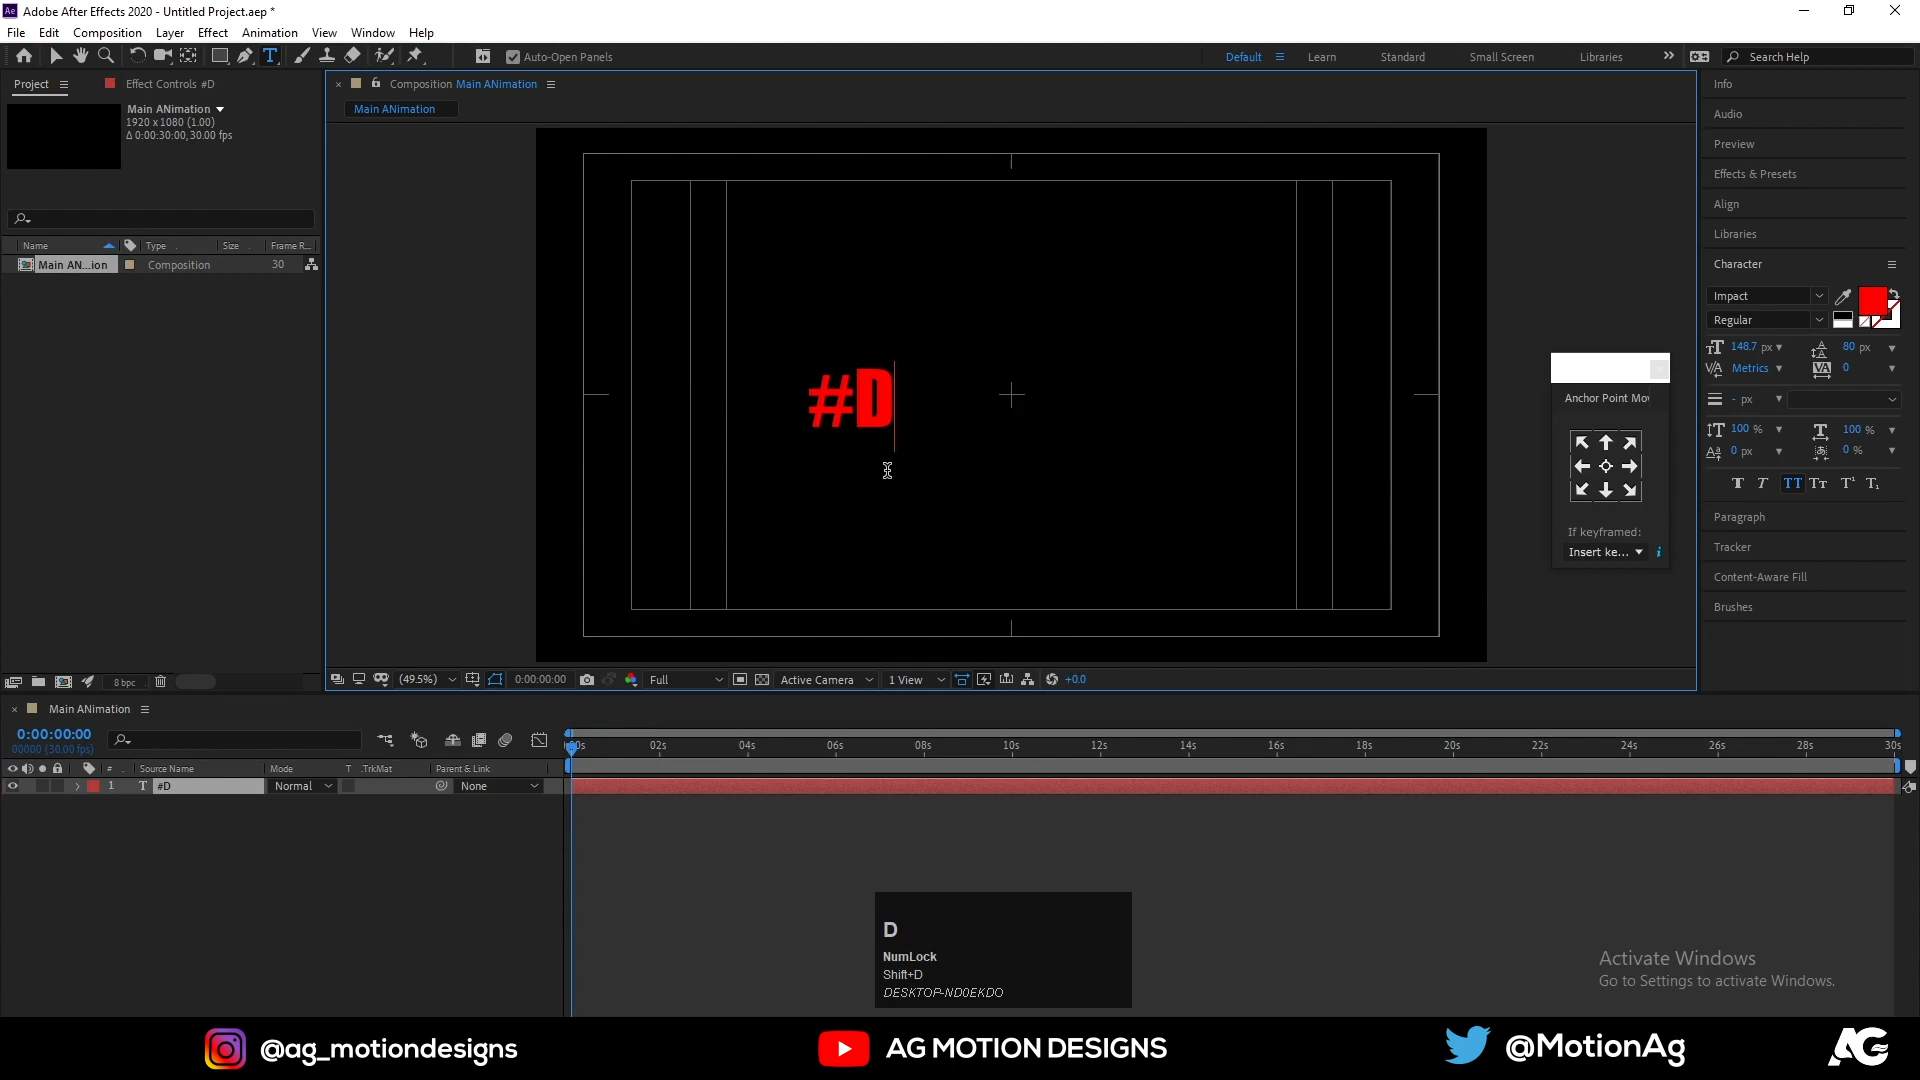 Ae Adobe After Effects 2020 - Untitled Project.aep *
File Edit Composition Layer Effect Animation View Window Help
Auto-Open Panels
Default Learn Standard Small Screen Libraries Search Help
Project Effect Controls #D
Main ANimation
1920 x 1080 (1.00)
Δ 0:00:30:00, 30.00 fps
Name Type Size Frame R...
Main AN...ion Composition 30
8 bpc
Composition Main ANimation
Main ANimation
#D
(49.5%) 0:00:00:00 Full Active Camera 1 View +0.0
Anchor Point Mov
If keyframed:
Insert ke...
Info
Audio
Preview
Effects & Presets
Align
Libraries
Character
Impact
Regular
148.7 px 80 px
Metrics 0
- px
100 % 100 %
0 px 0 %
Paragraph
Tracker
Content-Aware Fill
Brushes
Main ANimation
0:00:00:00
00000 (30.00 fps)
:00s 02s 04s 06s 08s 10s 12s 14s 16s 18s 20s 22s 24s 26s 28s 30s
# Source Name Mode T .TrkMat Parent & Link
1 T #D Normal None
D
NumLock
Shift+D
DESKTOP-ND0EKDO
Activate Windows
Go to Settings to activate Windows.
@ag_motiondesigns AG MOTION DESIGNS @MotionAg AG